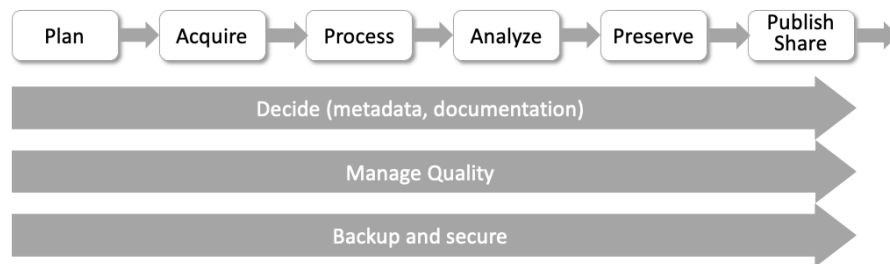 Plan
Acquire
Process
Analyze
Preserve
Publish
Share
Decide (metadata, documentation)
Manage Quality
Backup and secure